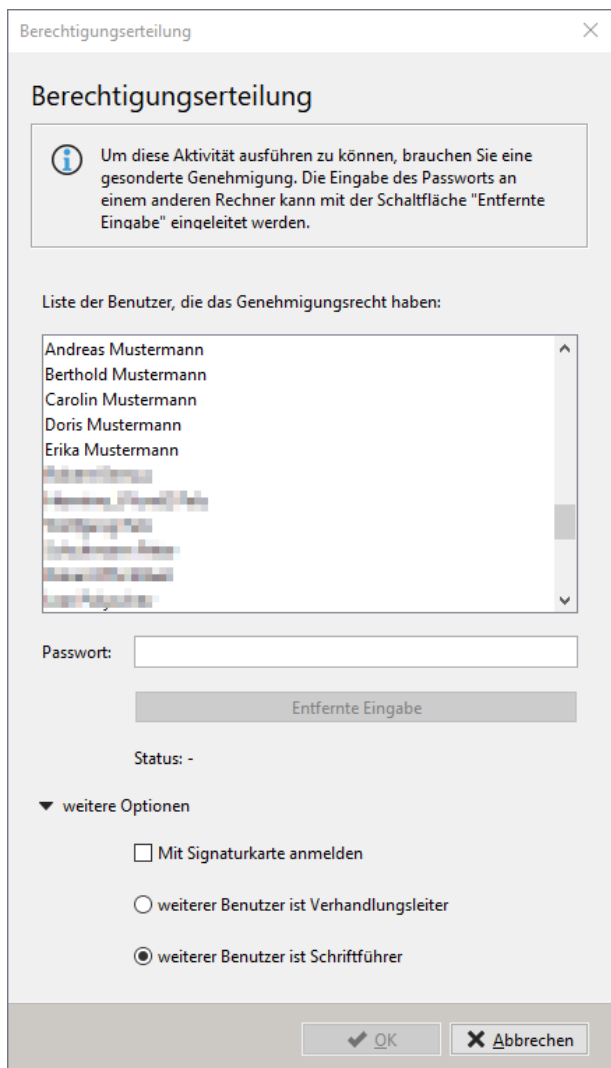 Berechtigungserteilung
Berechtigungserteilung
Um diese Aktivität ausführen zu können, brauchen Sie eine
gesonderte Genehmigung. Die Eingabe des Passworts an
einem anderen Rechner kann mit der Schaltfläche "Entfernte
Eingabe" eingeleitet werden.
Liste der Benutzer, die das Genehmigungsrecht haben:
Andreas Mustermann
Berthold Mustermann
Carolin Mustermann
Doris Mustermann
Erika Mustermann
Passwort:
Entfernte Eingabe
Status: -
weitere Optionen
Mit Signaturkarte anmelden
weiterer Benutzer ist Verhandlungsleiter
weiterer Benutzer ist Schriftführer
OK Abbrechen